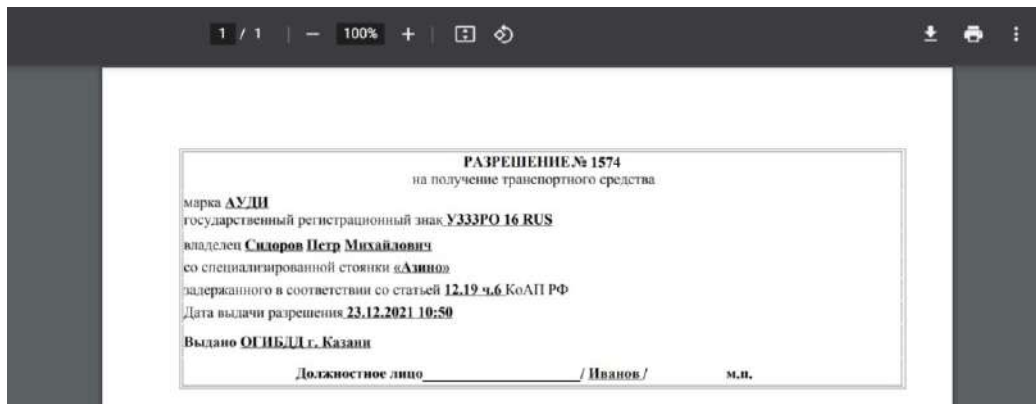 1 / 1 | — 100% + |
РАЗРЕШЕНИЕ № 1574
на получение транспортного средства
марка АУДИ
государственный регистрационный знак У333РО 16 RUS
владелец Сидоров Петр Михайлович
со специализированной стоянки «Азино»
задержанного в соответствии со статьей 12.19 ч.6 КоАП РФ
Дата выдачи разрешения 23.12.2021 10:50
Выдано ОГИБДД г. Казани
Должностное лицо____________________/ Иванов / м.п.